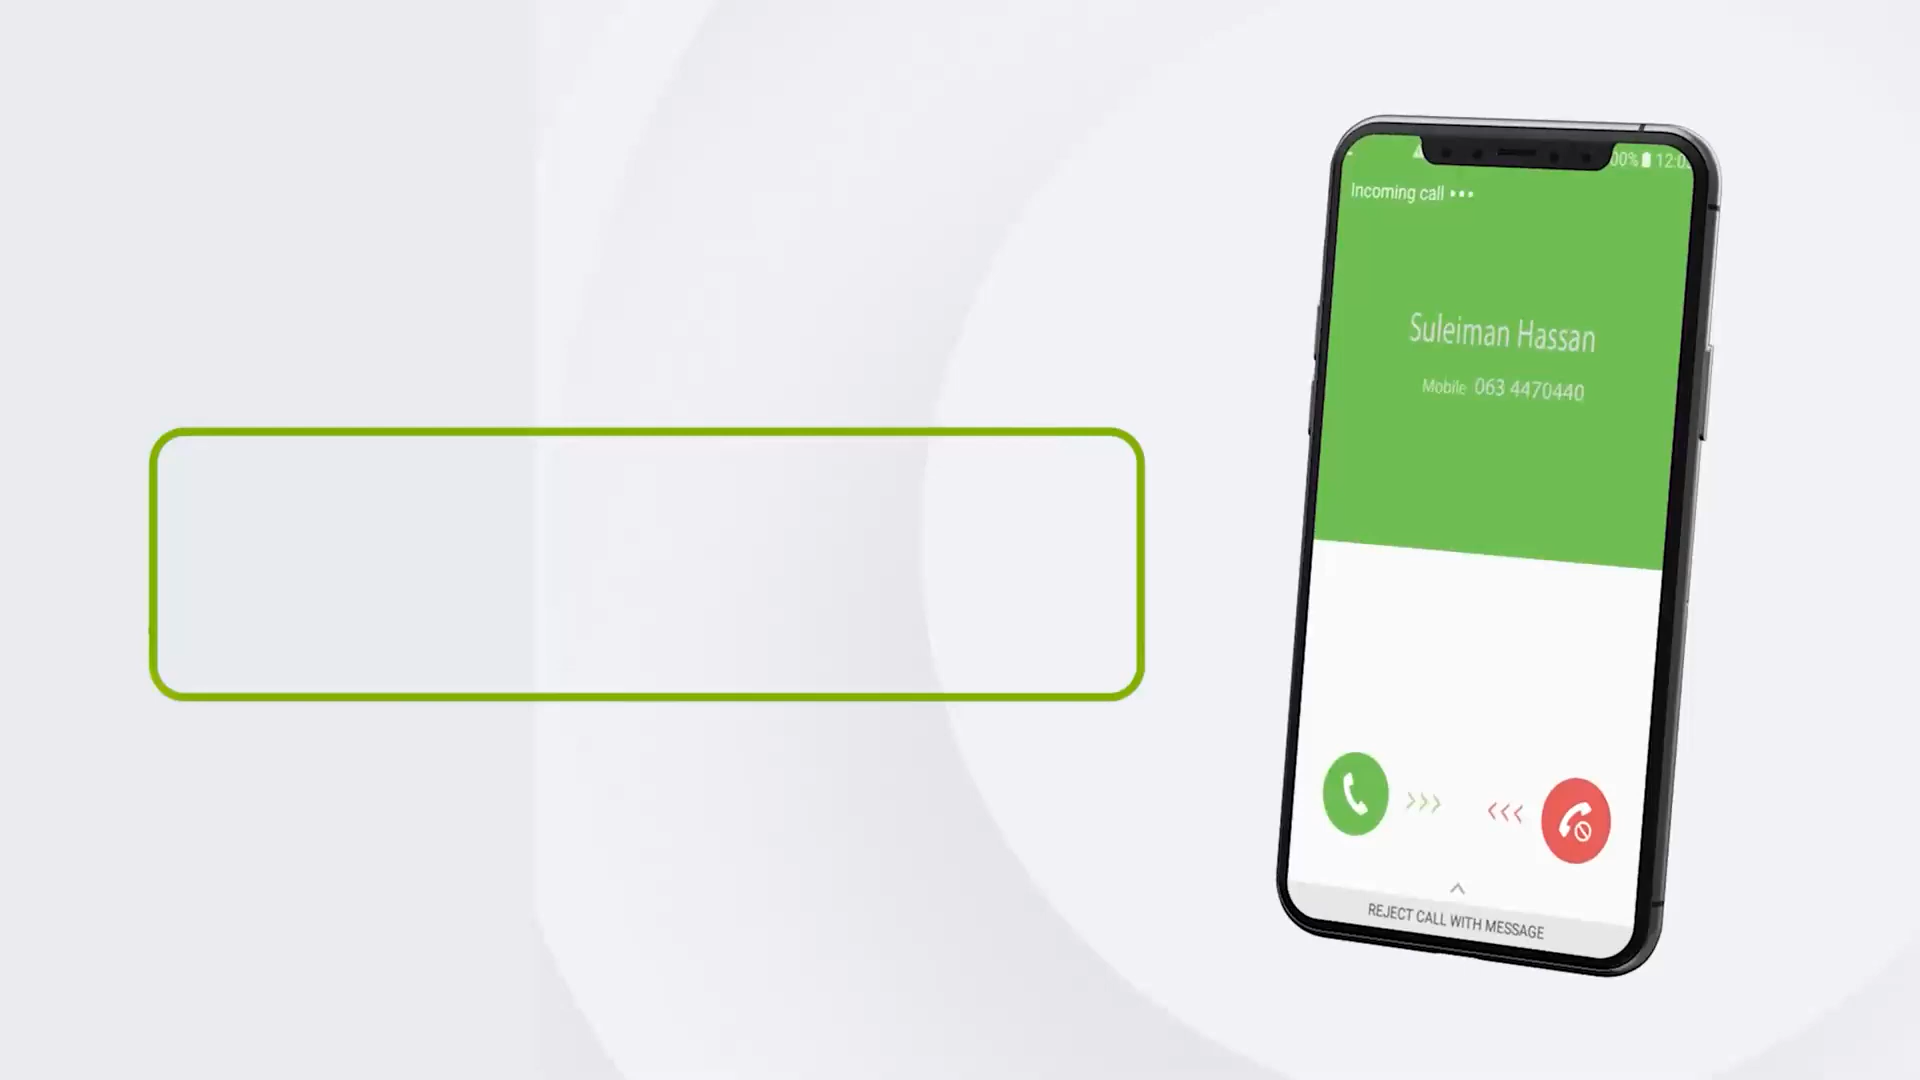 00% 12:0
Incoming call •••
Suleiman Hassan
Mobile 063 4470440
REJECT CALL WITH MESSAGE